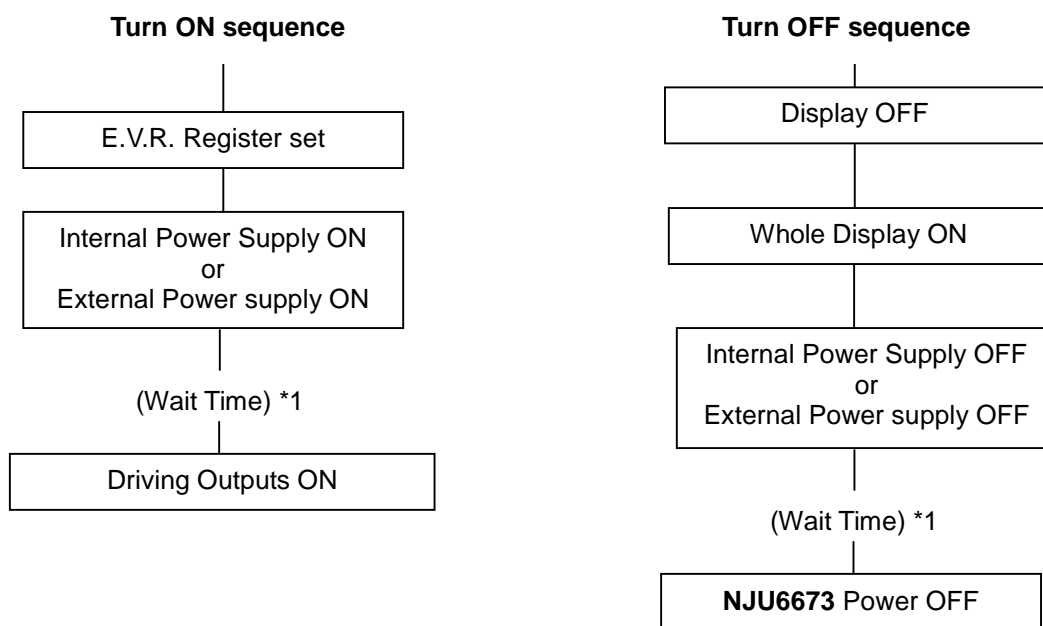 Turn ON sequence
E.V.R. Register set
Internal Power Supply ON
or
External Power supply ON
(Wait Time) *1
Driving Outputs ON
Turn OFF sequence
Display OFF
Whole Display ON
Internal Power Supply OFF
or
External Power supply OFF
(Wait Time) *1
NJU6673 Power OFF